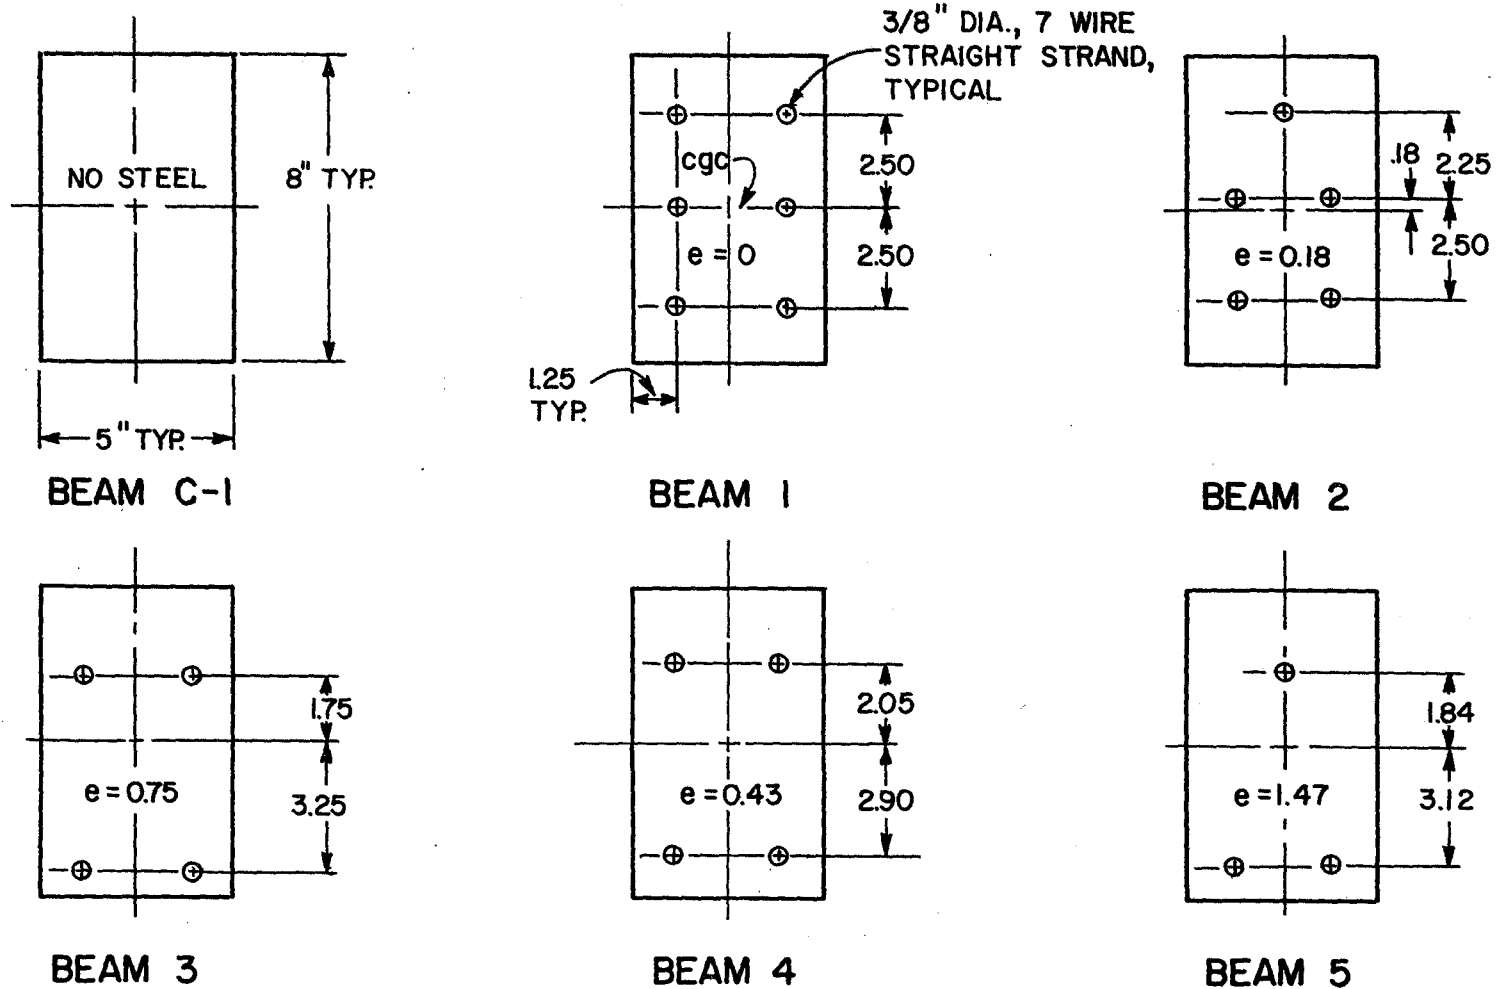 NO STEEL
8" TYP.
5" TYP.
BEAM C-1
3/8" DIA., 7 WIRE
STRAIGHT STRAND,
TYPICAL
cgc
2.50
e = 0
2.50
1.25
TYP.
BEAM 1
.18
2.25
e = 0.18
2.50
BEAM 2
1.75
e = 0.75
3.25
BEAM 3
2.05
e = 0.43
2.90
BEAM 4
1.84
e = 1.47
3.12
BEAM 5